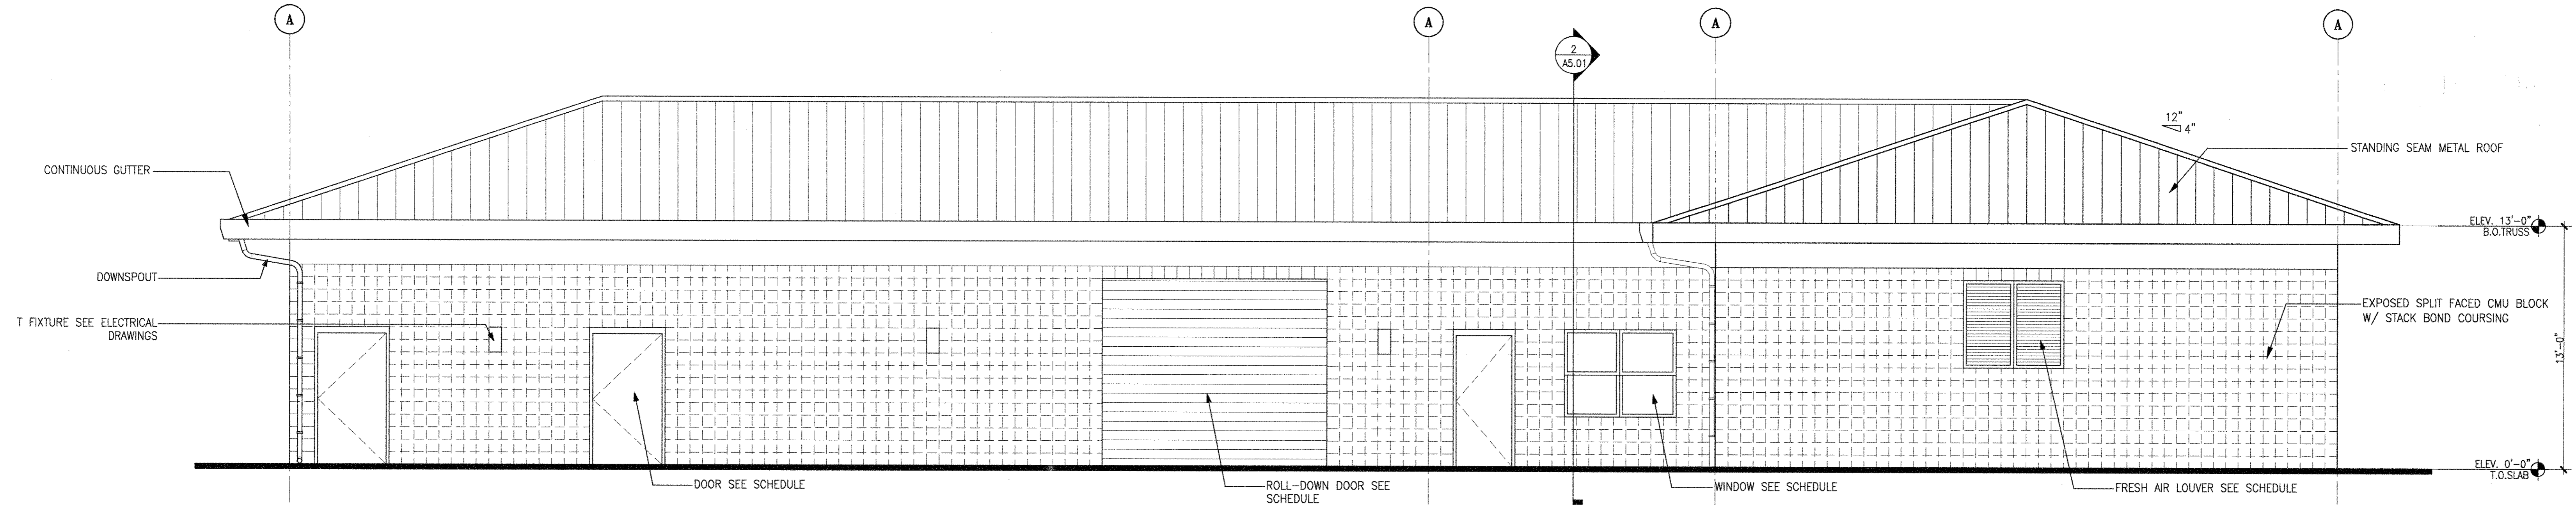 A
A
A
A
2
A5.01
12"
4"
CONTINUOUS GUTTER
STANDING SEAM METAL ROOF
ELEV. 13'-0"
B.O.TRUSS
DOWNSPOUT
T FIXTURE SEE ELECTRICAL
DRAWINGS
EXPOSED SPLIT FACED CMU BLOCK
W/ STACK BOND COURSING
13'-0"
ELEV. 0'-0"
T.O.SLAB
DOOR SEE SCHEDULE
ROLL-DOWN DOOR SEE
SCHEDULE
WINDOW SEE SCHEDULE
FRESH AIR LOUVER SEE SCHEDULE